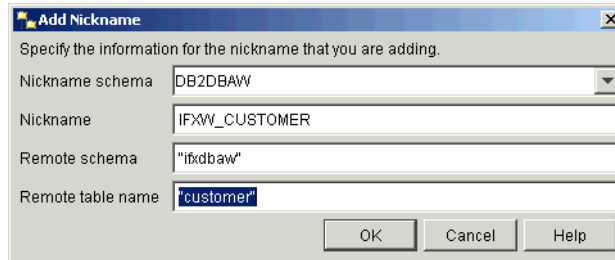 Add Nickname
Specify the information for the nickname that you are adding.
Nickname schema DB2DBAW
Nickname IFXW_CUSTOMER
Remote schema "ifxdbaw"
Remote table name "customer"
OK Cancel Help